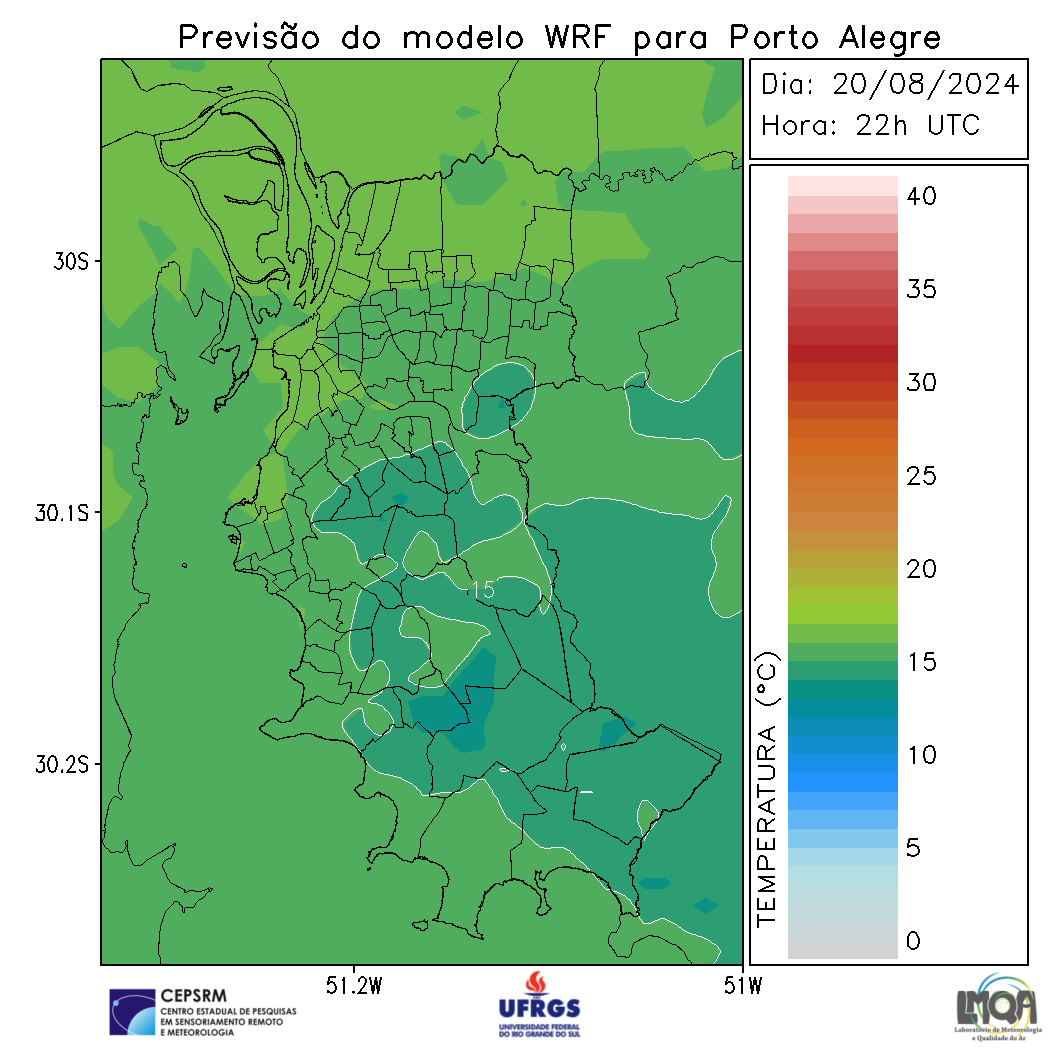 Previsão do modelo WRF para Porto Alegre
Dia: 20/08/2024
Hora: 22h UTC
40
35
30
25
20
15
10
5
0
TEMPERATURA (°C)
30S
30.1S
30.2S
15
51.2W
51W
CEPSRM
CENTRO ESTADUAL DE PESQUISAS
EM SENSORIAMENTO REMOTO
E METEOROLOGIA
UFRGS
UNIVERSIDADE FEDERAL
DO RIO GRANDE DO SUL
LMQA
Laboratório de Meteorologia
e Qualidade do Ar